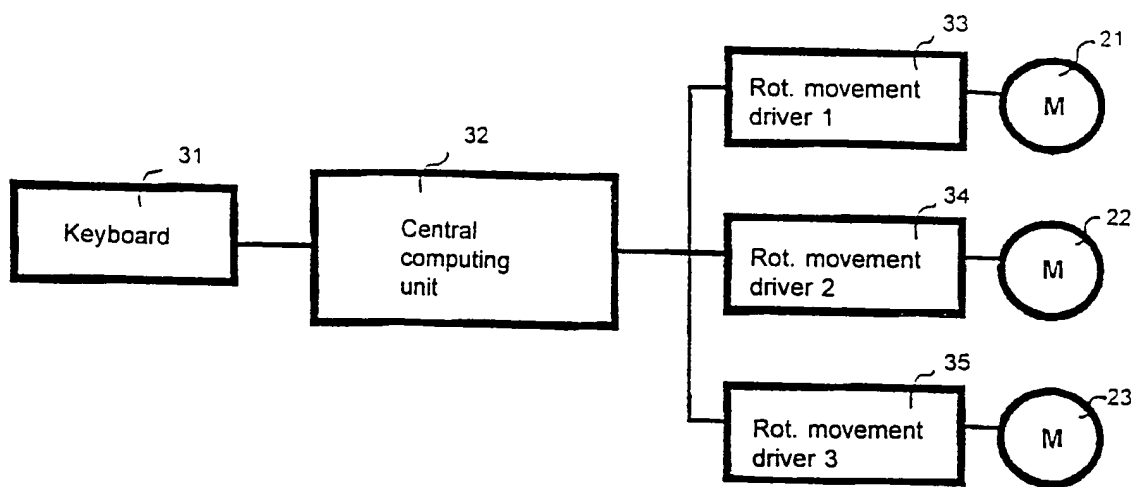 33
21
Rot. movement
driver 1
M
31
32
Keyboard
Central
computing
unit
34
22
Rot. movement
driver 2
M
35
23
Rot. movement
driver 3
M